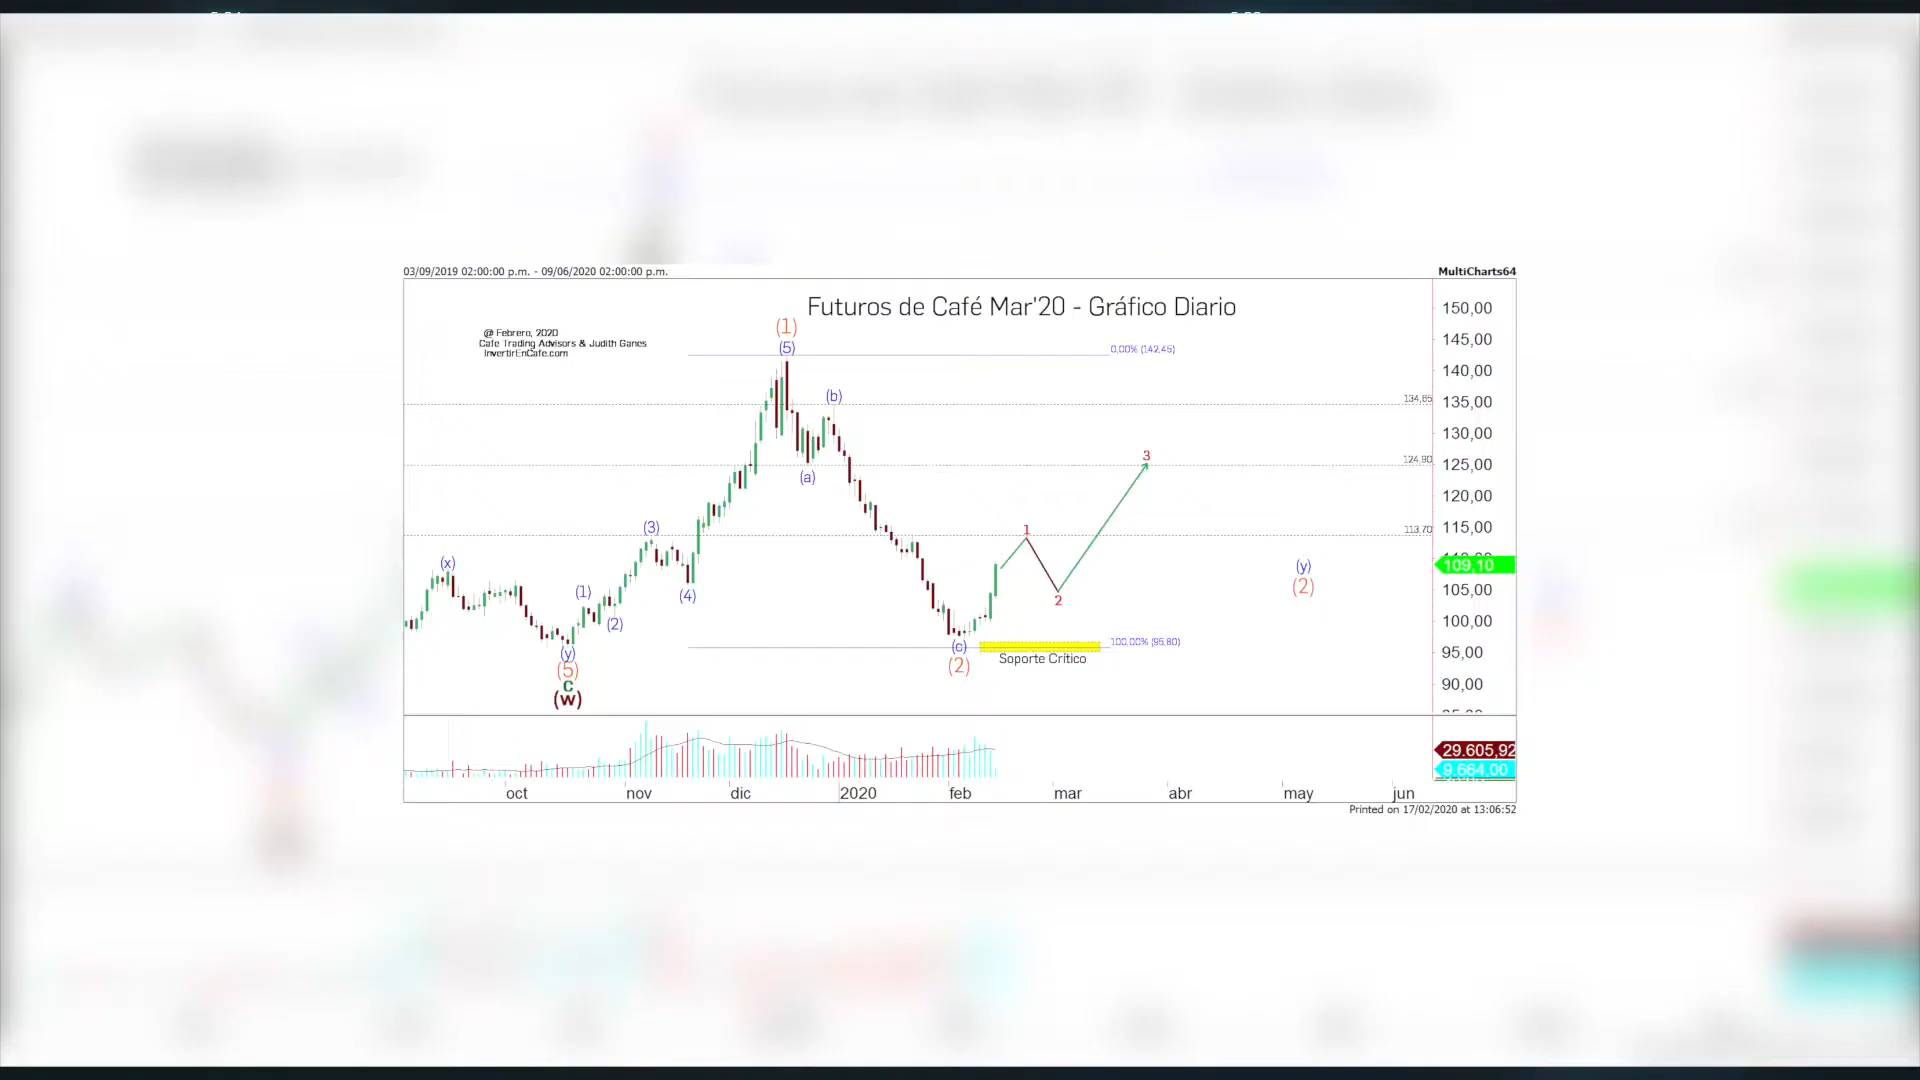 03/09/2019 02:00:00 p.m. - 09/06/2020 02:00:00 p.m.
MultiCharts64
Futuros de Café Mar'20 - Gráfico Diario
@ Febrero, 2020
Cafe Trading Advisors & Judith Ganes
InvertirEnCafe.com
(1)
(5)
0,00% (142,45)
(b)
134,85
(a)
124,90
3
(3)
1
113,70
(x)
(1)
(4)
(2)
2
(y)
(2)
(y)
(5)
C
(w)
(c)
(2)
100,00% (95,80)
Soporte Crítico
150,00
145,00
140,00
135,00
130,00
125,00
120,00
115,00
109,10
105,00
100,00
95,00
90,00
29.605,92
9.664,00
oct
nov
dic
2020
feb
mar
abr
may
jun
Printed on 17/02/2020 at 13:06:52